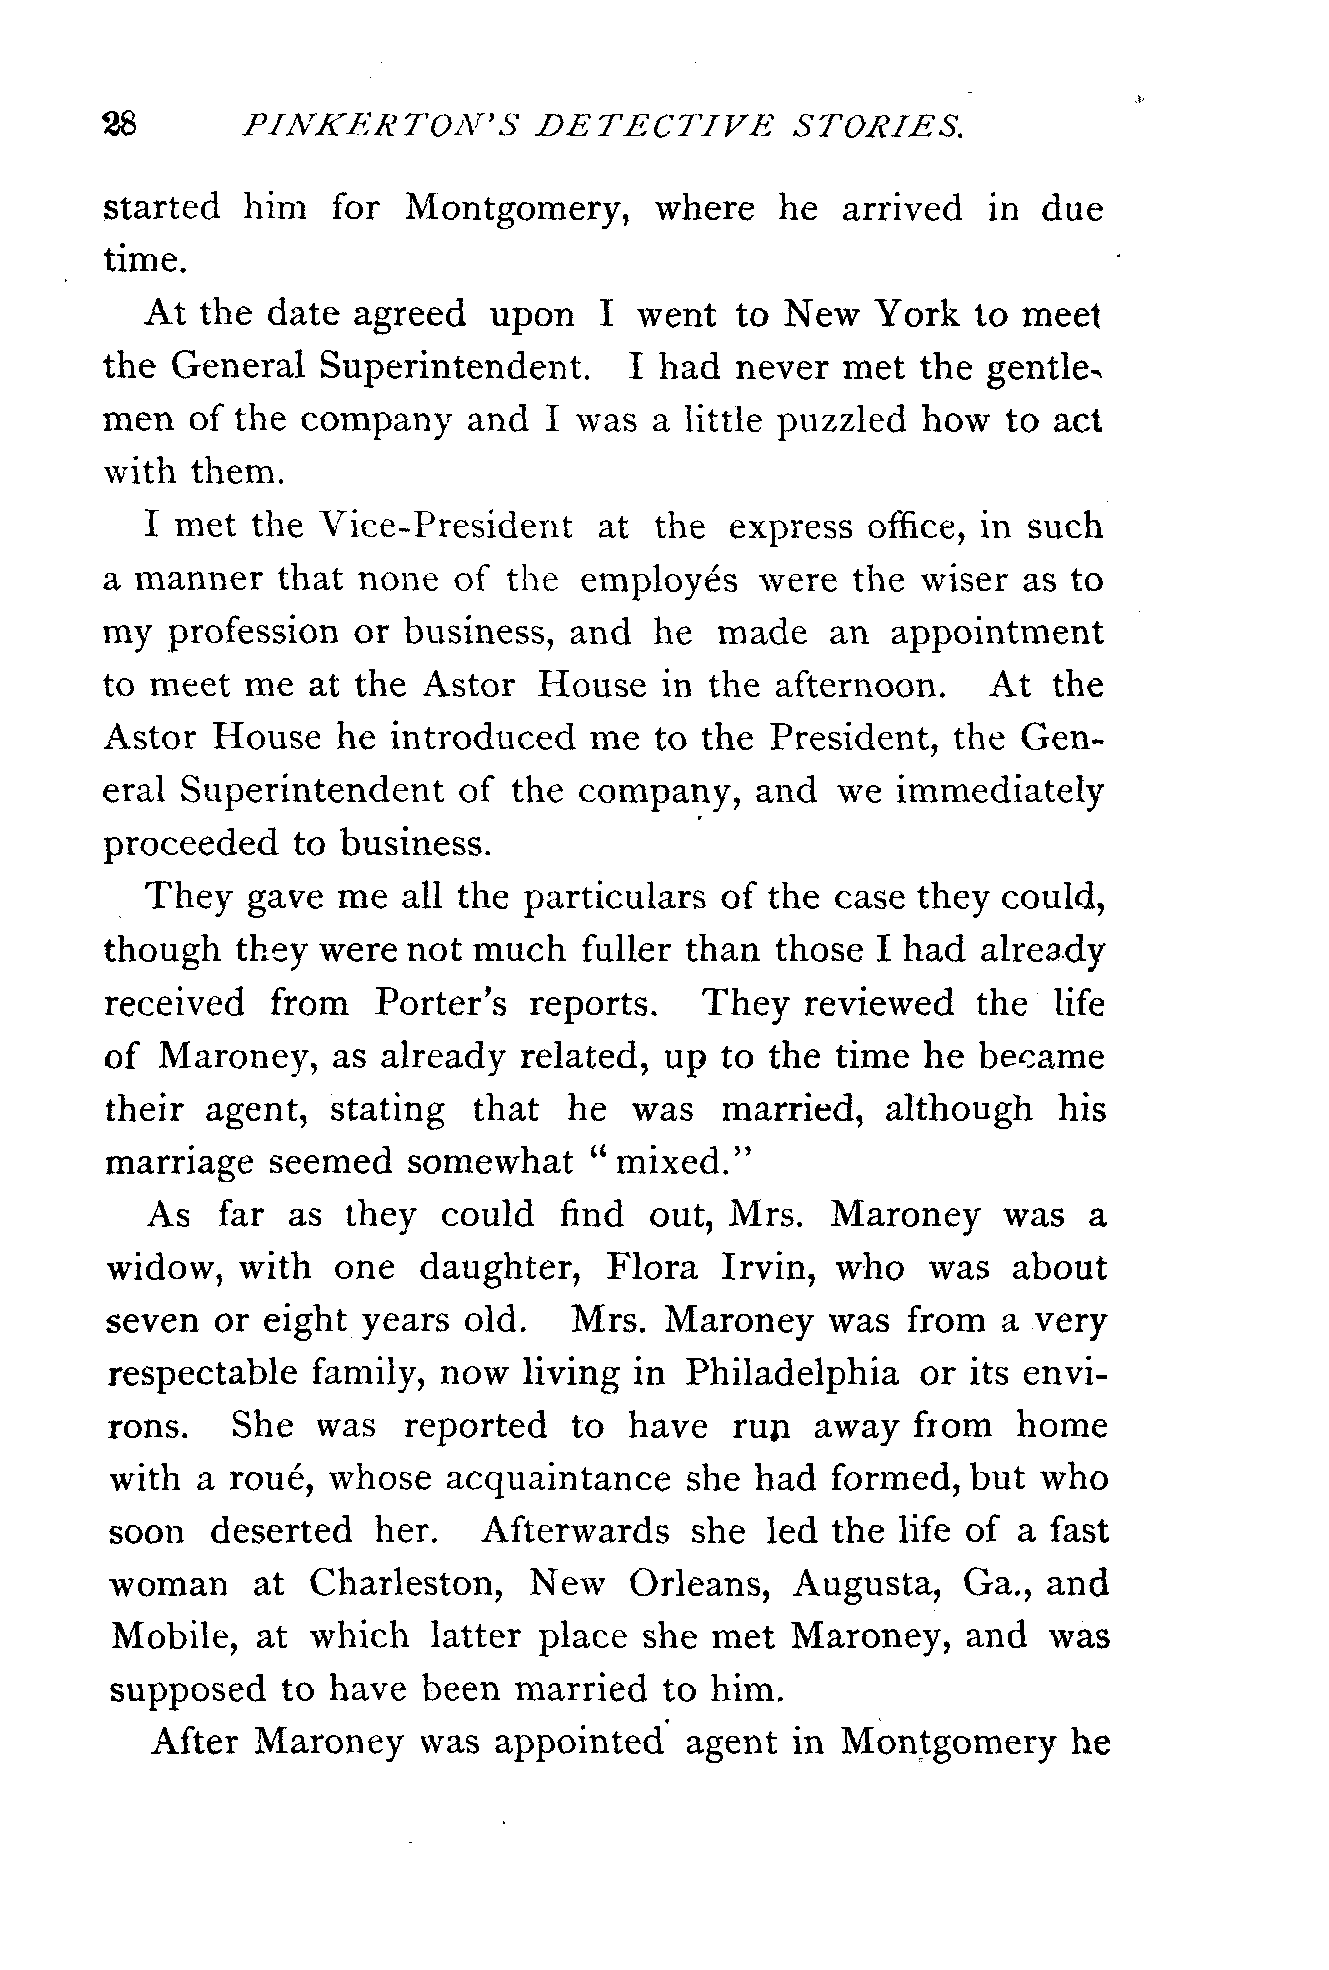 28 PINKERTON'S DETECTIVE STORIES.
started him for Montgomery, where he arrived in due
time.
At the date agreed upon I went to New York to meet
the General Superintendent. I had never met the gentle-
men of the company and I was a little puzzled how to act
with them.
I met the Vice-President at the express office, in such
a manner that none of the employés were the wiser as to
my profession or business, and he made an appointment
to meet me at the Astor House in the afternoon. At the
Astor House he introduced me to the President, the Gen-
eral Superintendent of the company, and we immediately
proceeded to business.
They gave me all the particulars of the case they could,
though they were not much fuller than those I had already
received from Porter's reports. They reviewed the life
of Maroney, as already related, up to the time he became
their agent, stating that he was married, although his
marriage seemed somewhat " mixed."
As far as they could find out, Mrs. Maroney was a
widow, with one daughter, Flora Irvin, who was about
seven or eight years old. Mrs. Maroney was from a very
respectable family, now living in Philadelphia or its envi-
rons. She was reported to have run away from home
with a roué, whose acquaintance she had formed, but who
soon deserted her. Afterwards she led the life of a fast
woman at Charleston, New Orleans, Augusta, Ga., and
Mobile, at which latter place she met Maroney, and was
supposed to have been married to him.
After Maroney was appointed agent in Montgomery he